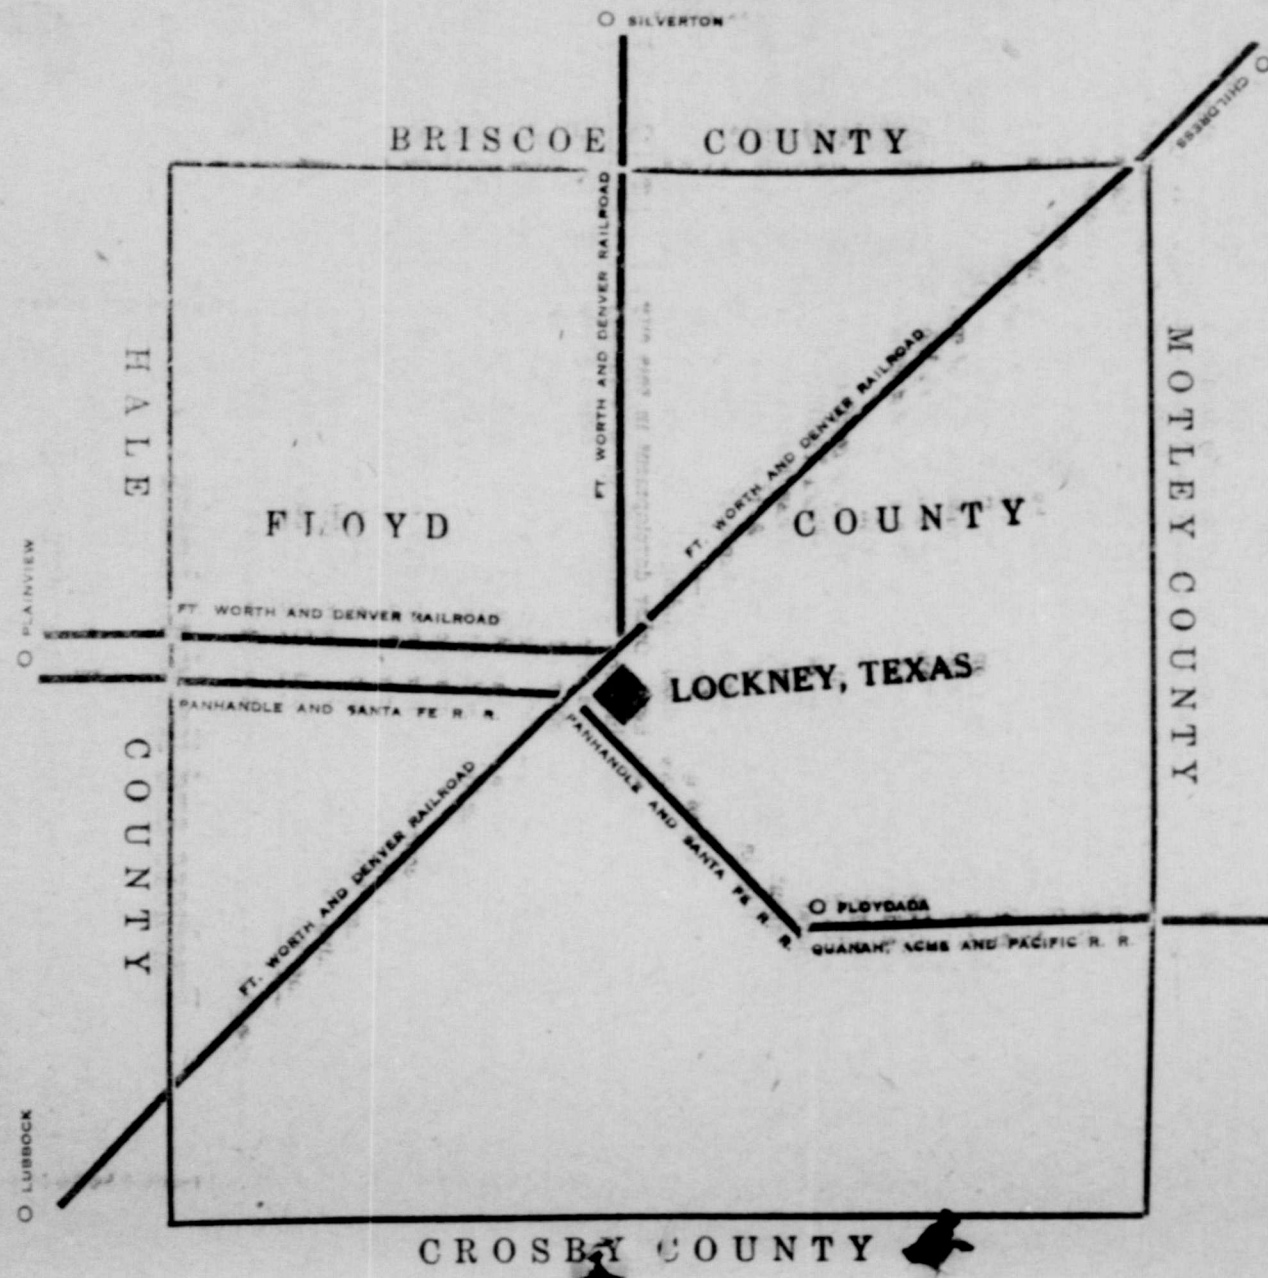 SILVERTON
CHILDRESS
BRISCOE COUNTY
FT. WORTH AND DENVER RAILROAD
FT. WORTH AND DENVER RAILROAD
HALE COUNTY
MOTLEY COUNTY
FLOYD COUNTY
PLAINVIEW
FT. WORTH AND DENVER RAILROAD
LOCKNEY, TEXAS
PANHANDLE AND SANTA FE R. R.
PANHANDLE AND SANTA FE R. R.
FT. WORTH AND DENVER RAILROAD
FLOYDADA
QUANAH, ACME AND PACIFIC R. R.
LUBBOCK
CROSBY COUNTY